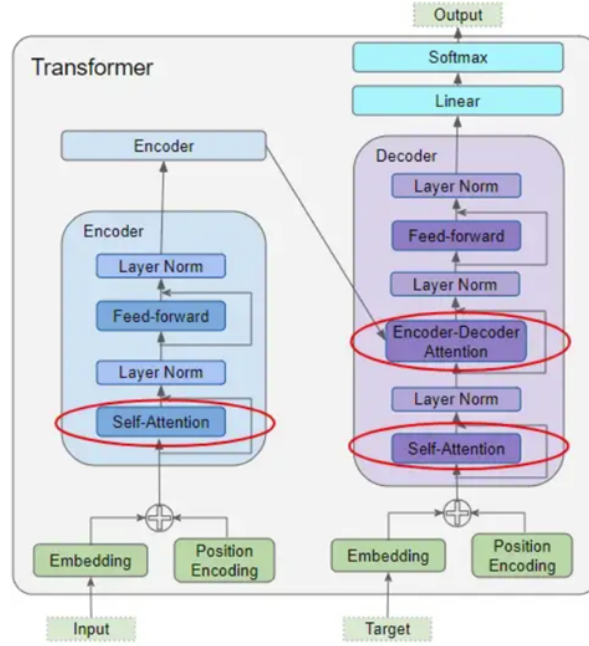 Output
Transformer
Softmax
Linear
Encoder
Decoder
Layer Norm
Feed-forward
Layer Norm
Encoder-Decoder
Attention
Layer Norm
Self-Attention
Encoder
Layer Norm
Feed-forward
Layer Norm
Self-Attention
Embedding
Position
Encoding
Embedding
Position
Encoding
Input
Target